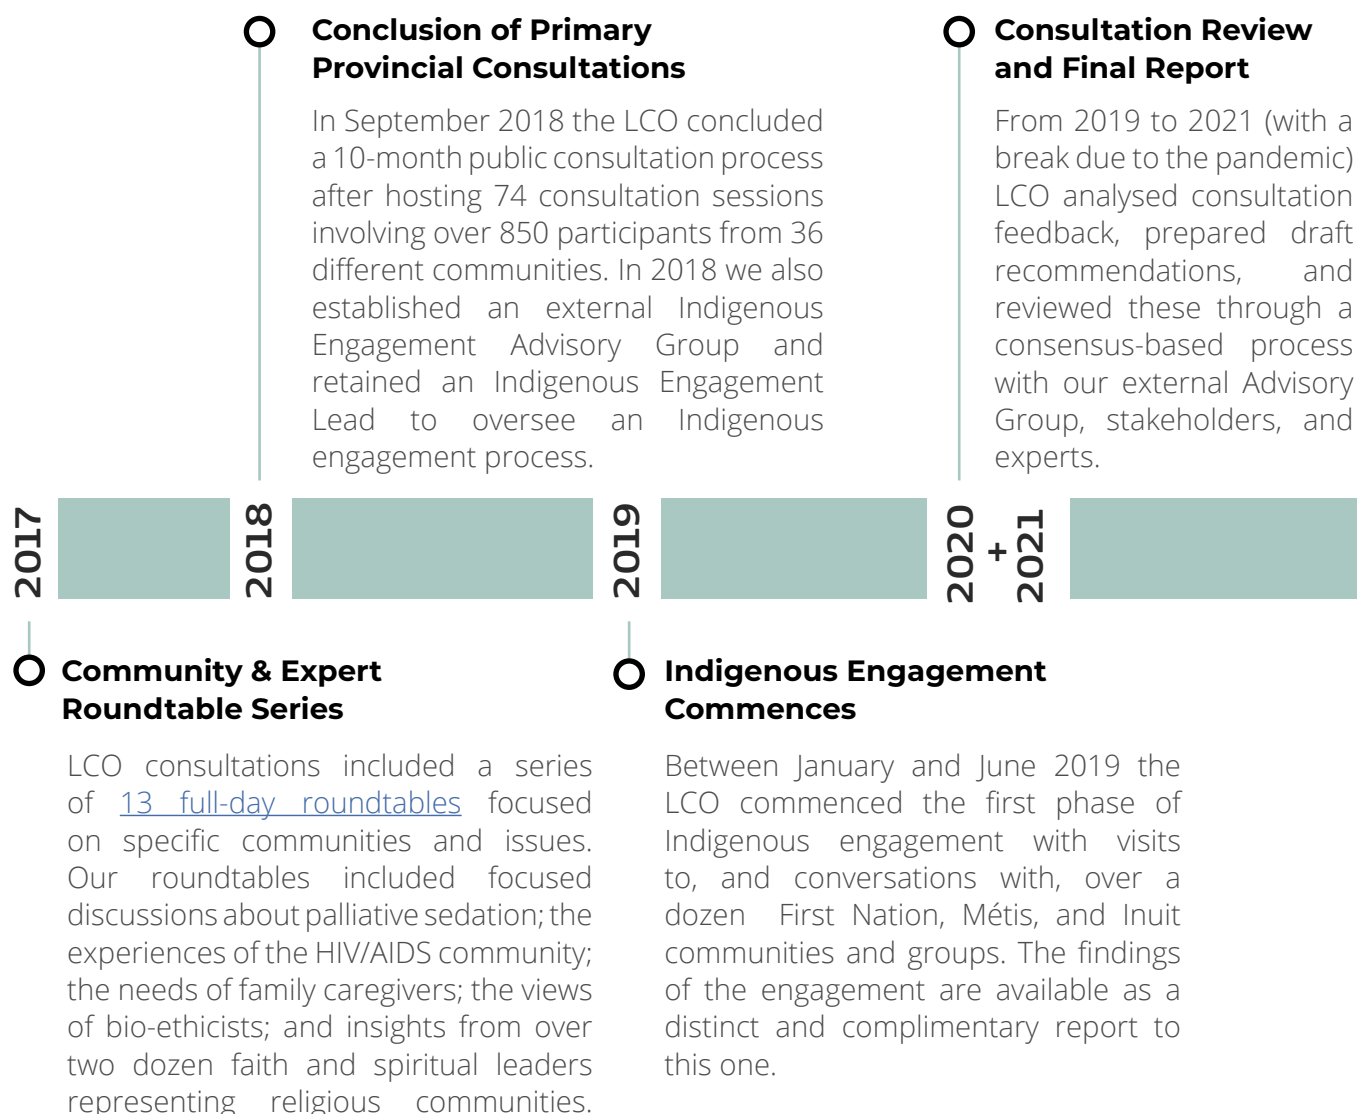 Conclusion of Primary
Provincial Consultations
In September 2018 the LCO concluded
a 10-month public consultation process
after hosting 74 consultation sessions
involving over 850 participants from 36
different communities. In 2018 we also
established an external Indigenous
Engagement Advisory Group and
retained an Indigenous Engagement
Lead to oversee an Indigenous
engagement process.
Consultation Review
and Final Report
From 2019 to 2021 (with a
break due to the pandemic)
LCO analysed consultation
feedback, prepared draft
recommendations, and
reviewed these through a
consensus-based process
with our external Advisory
Group, stakeholders, and
experts.
2017
2018
2019
2020
+
2021
Community & Expert
Roundtable Series
LCO consultations included a series
of 13 full-day roundtables focused
on specific communities and issues.
Our roundtables included focused
discussions about palliative sedation; the
experiences of the HIV/AIDS community;
the needs of family caregivers; the views
of bio-ethicists; and insights from over
two dozen faith and spiritual leaders
representing religious communities.
Indigenous Engagement
Commences
Between January and June 2019 the
LCO commenced the first phase of
Indigenous engagement with visits
to, and conversations with, over a
dozen First Nation, Métis, and Inuit
communities and groups. The findings
of the engagement are available as a
distinct and complimentary report to
this one.